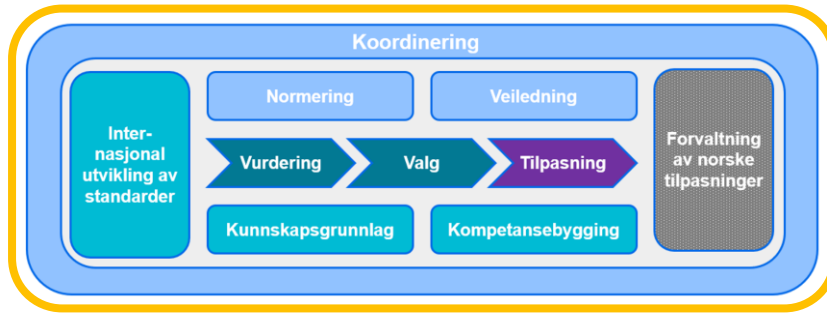 Koordinering
Inter-
nasjonal
utvikling av
standarder
Normering
Veiledning
Vurdering
Valg
Tilpasning
Kunnskapsgrunnlag
Kompetansebygging
Forvaltning
av norske
tilpasninger